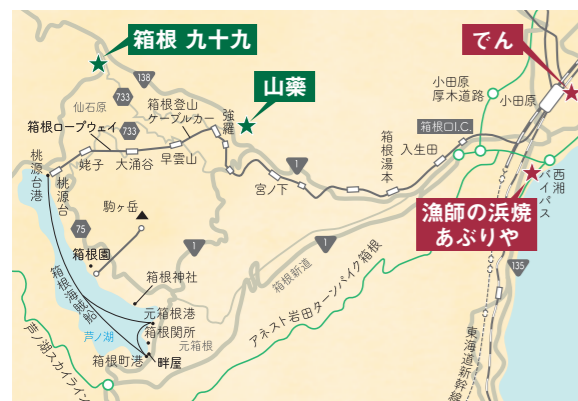 箱根 九十九
でん
138
仙石原
733
山薬
小田原
厚木道路
小田原
箱根登山
ケーブルカー
強羅
733
箱根ロープウェイ
箱根口I.C.
箱根湯本
入生田
桃源台港
桃源台
姥子
大涌谷
早雲山
1
宮ノ下
西湘
バイパス
漁師の浜焼
あぶりや
駒ヶ岳
75
1
1
箱根園
箱根新道
135
箱根神社
箱根海賊船
芦ノ湖
元箱根港
箱根関所
元箱根
箱根町港
畔屋
アネスト岩田ターンパイク箱根
東海道新幹線
芦ノ湖スカイライン